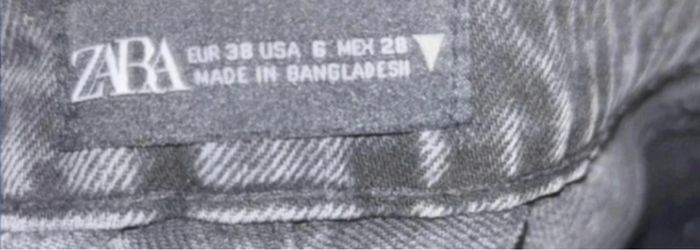 ZARA
EUR 38 USA 6 MEX 28
MADE IN BANGLADESH